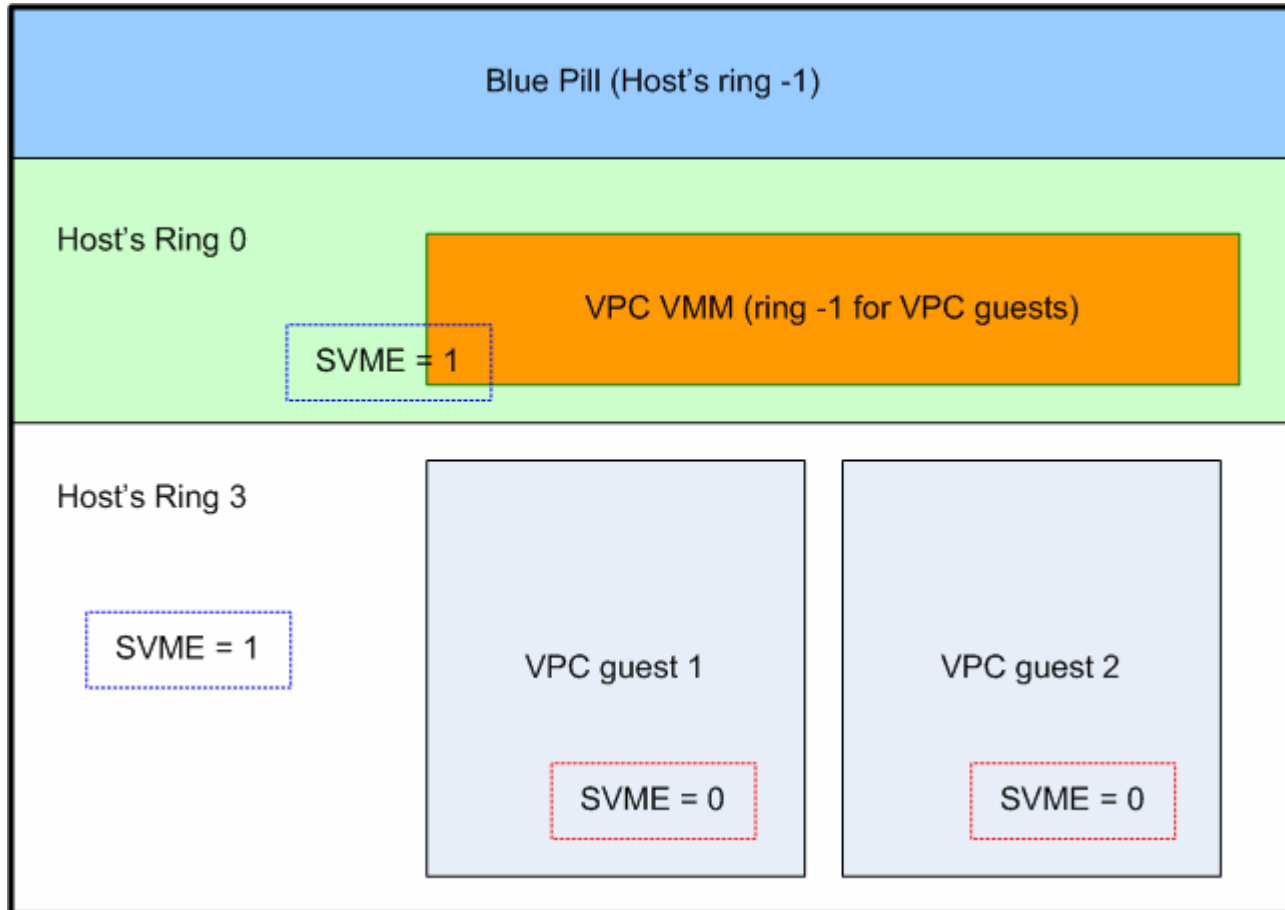 Blue Pill (Host's ring -1)
Host's Ring 0
VPC VMM (ring -1 for VPC guests)
SVME = 1
Host's Ring 3
SVME = 1
VPC guest 1
VPC guest 2
SVME = 0
SVME = 0